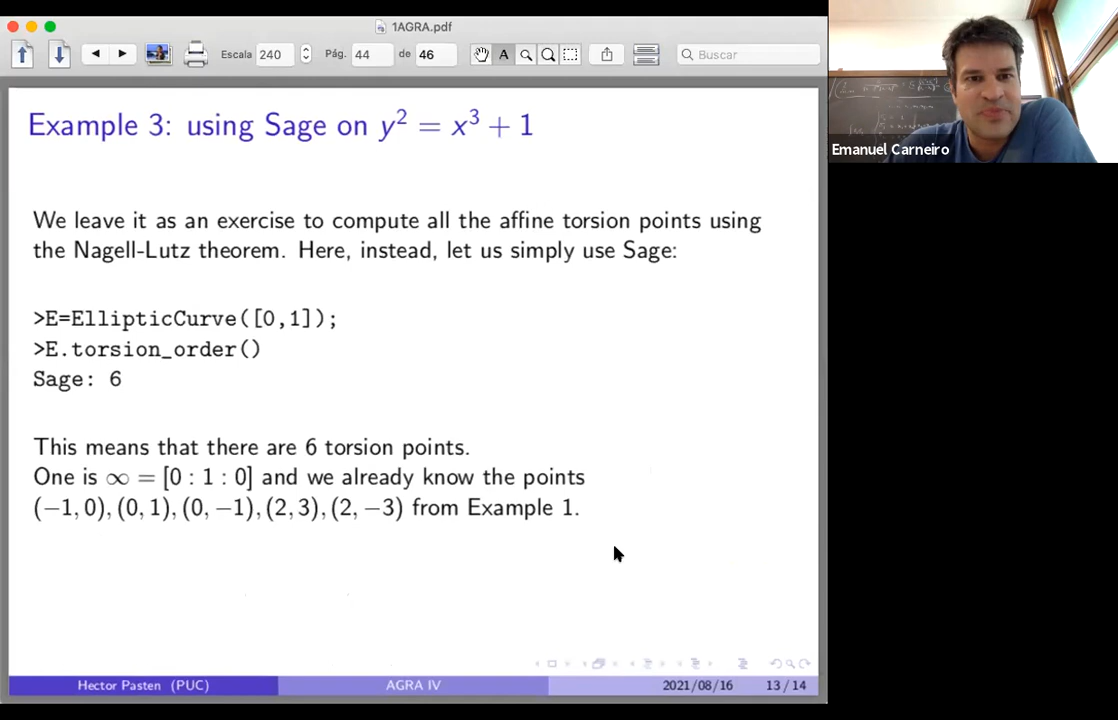 1AGRA.pdf
Escala 240 Pág. 44 de 46 A Buscar
Example 3: using Sage on y² = x³ + 1
We leave it as an exercise to compute all the affine torsion points using
the Nagell-Lutz theorem. Here, instead, let us simply use Sage:
>E=EllipticCurve([0,1]);
>E.torsion_order()
Sage: 6
This means that there are 6 torsion points.
One is ∞ = [0 : 1 : 0] and we already know the points
(−1, 0), (0, 1), (0, −1), (2, 3), (2, −3) from Example 1.
Hector Pasten (PUC) AGRA IV 2021/08/16 13 / 14
Emanuel Carneiro